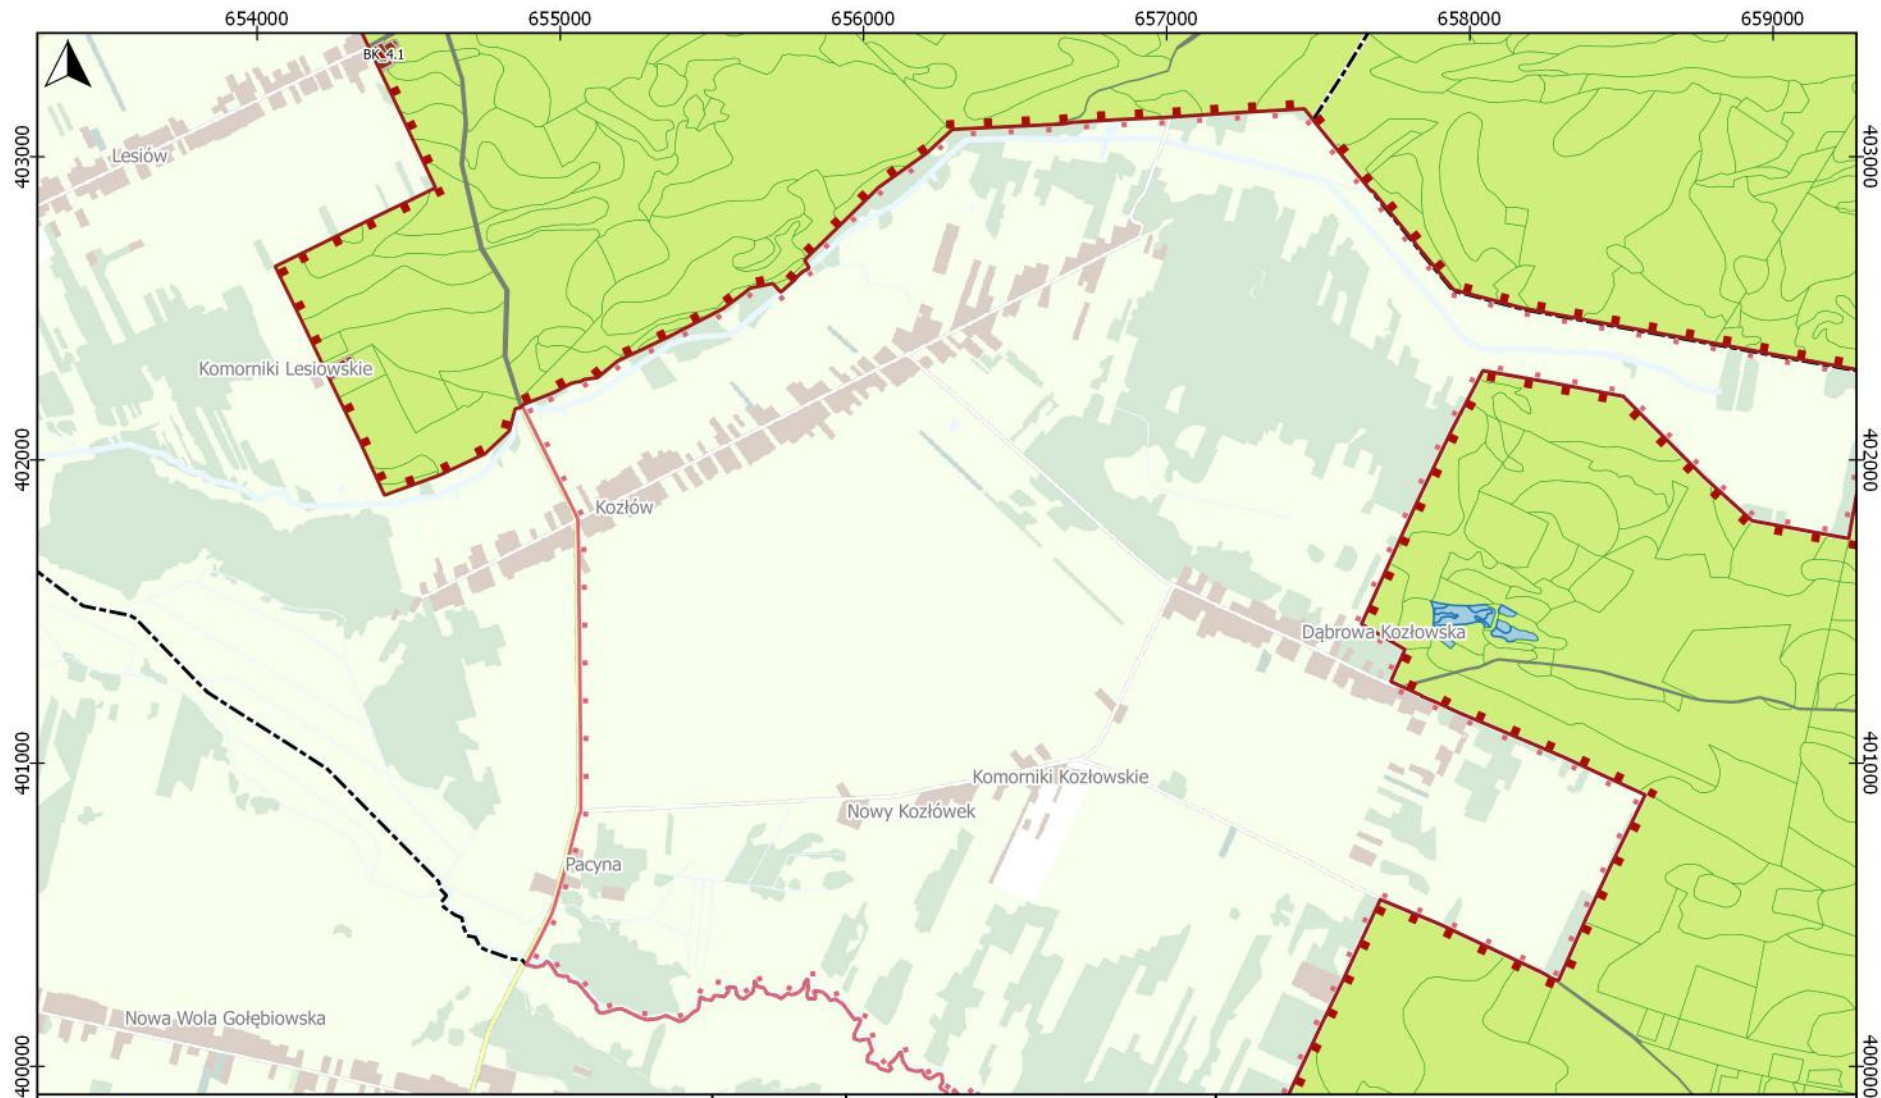 654000
655000
656000
657000
658000
659000
BK_4.1
403000
403000
Lesiów
Komorniki Lesiowskie
402000
402000
Kozłów
Dąbrowa Kozłowska
401000
401000
Komorniki Kozłowskie
Nowy Kozłówek
Pacyna
Nowa Wola Gołębiowska
400000
400000